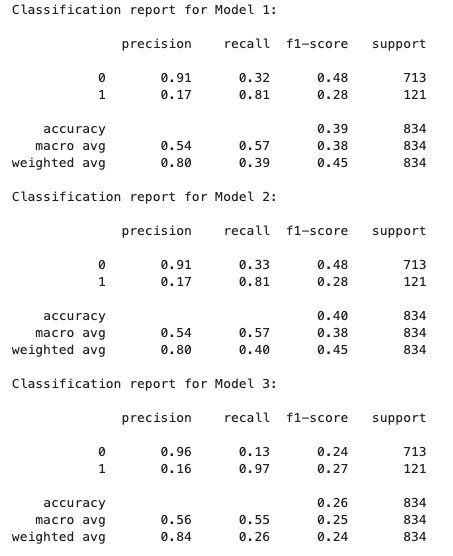 Classification report for Model 1:
precision recall f1-score support
0 0.91 0.32 0.48 713
1 0.17 0.81 0.28 121
accuracy 0.39 834
macro avg 0.54 0.57 0.38 834
weighted avg 0.80 0.39 0.45 834
Classification report for Model 2:
precision recall f1-score support
0 0.91 0.33 0.48 713
1 0.17 0.81 0.28 121
accuracy 0.40 834
macro avg 0.54 0.57 0.38 834
weighted avg 0.80 0.40 0.45 834
Classification report for Model 3:
precision recall f1-score support
0 0.96 0.13 0.24 713
1 0.16 0.97 0.27 121
accuracy 0.26 834
macro avg 0.56 0.55 0.25 834
weighted avg 0.84 0.26 0.24 834